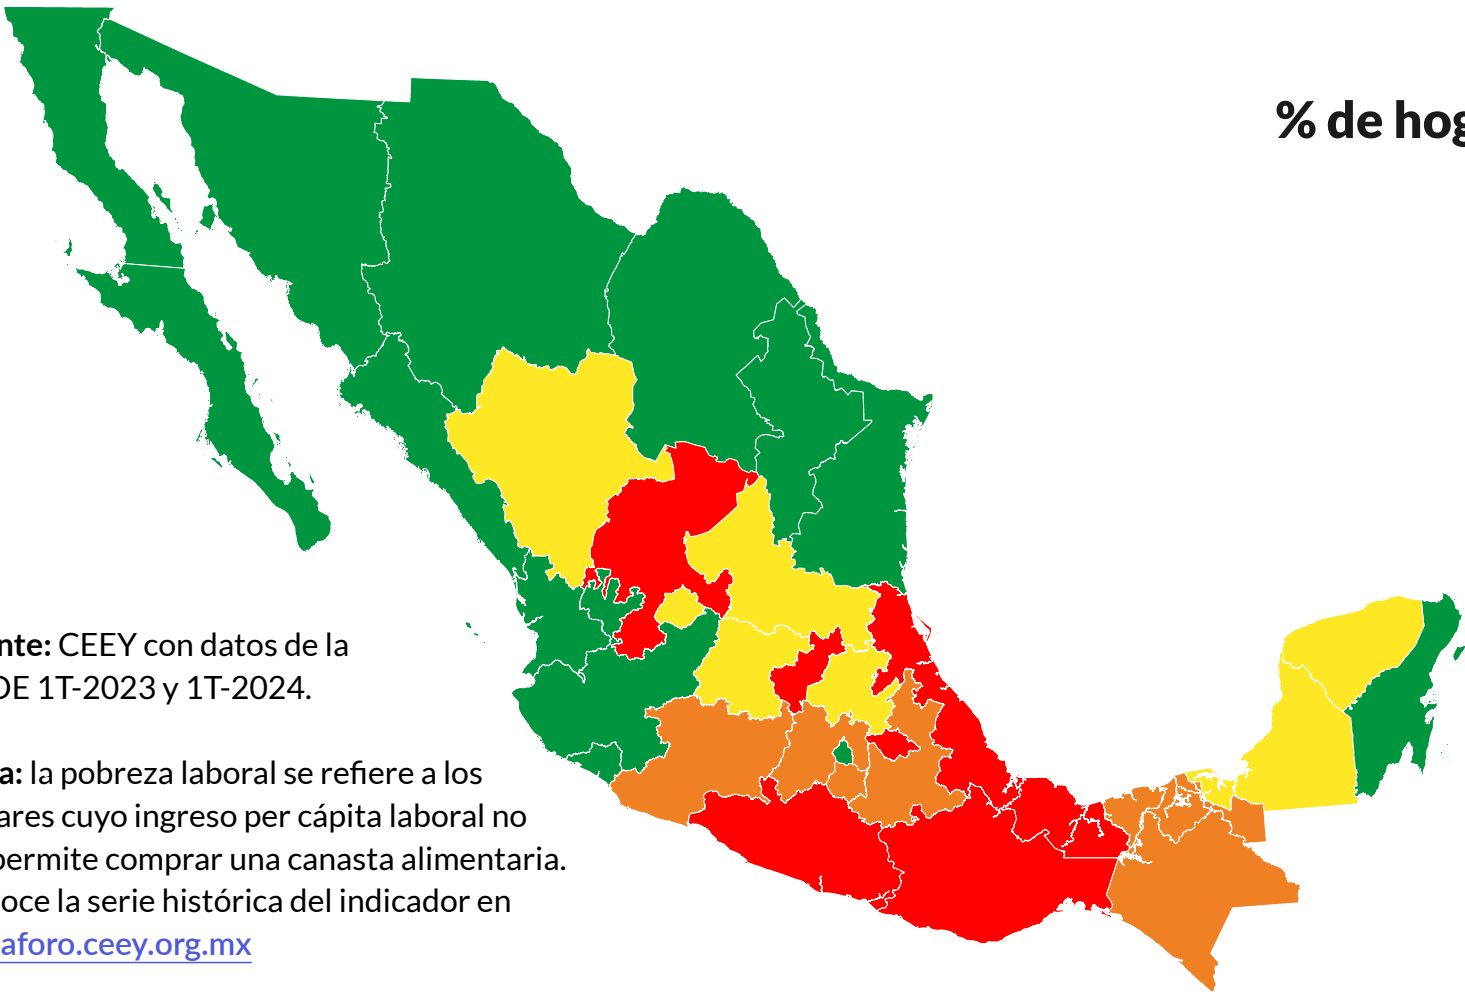 % de hog
nte: CEEY con datos de la
DE 1T-2023 y 1T-2024.
a: la pobreza laboral se refiere a los
ares cuyo ingreso per cápita laboral no
permite comprar una canasta alimentaria.
oce la serie histórica del indicador en
aforo.ceey.org.mx